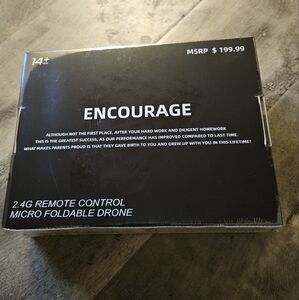 MSRP $ 199.99
14±
ENCOURAGE
ALTHOUGH NOT THE FIRST PLACE, AFTER YOUR HARD WORK AND DILIGENT HOMEWORK
THIS IS THE GREATEST SUCCESS, AS OUR PERFORMANCE HAS IMPROVED COMPARED TO LAST TIME.
WHAT MAKES PARENTS PROUD IS THAT THEY GAVE BIRTH TO YOU AND GREW UP WITH YOU IN THIS LIFETIME!
2.4G REMOTE CONTROL
MICRO FOLDABLE DRONE